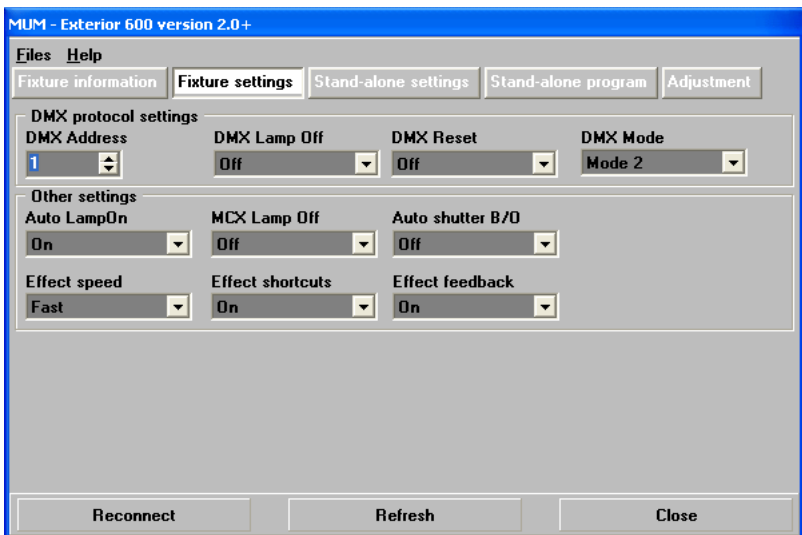 MUM - Exterior 600 version 2.0+
Files Help
Fixture information Fixture settings Stand-alone settings Stand-alone program Adjustment
DMX protocol settings
DMX Address DMX Lamp Off DMX Reset DMX Mode
1 Off Off Mode 2
Other settings
Auto LampOn MCX Lamp Off Auto shutter B/O
On Off Off
Effect speed Effect shortcuts Effect feedback
Fast On On
Reconnect Refresh Close